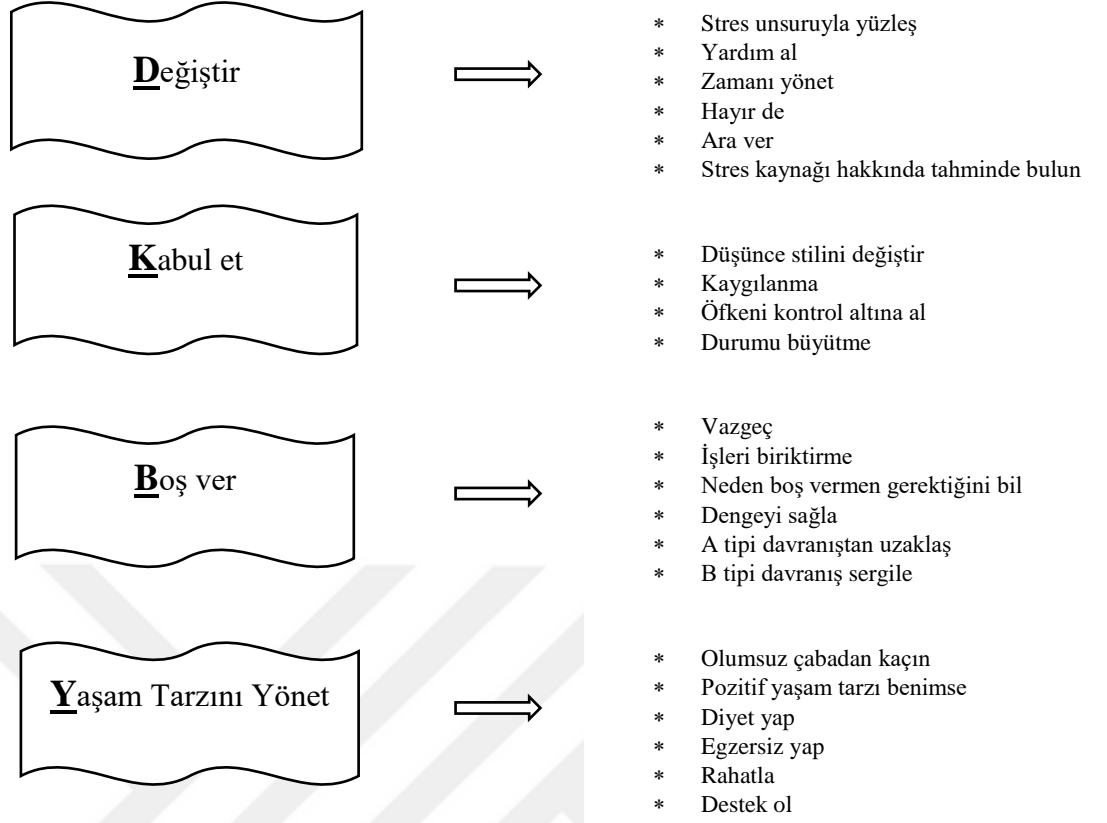 Değiştir
* Stres unsuruyla yüzleş
* Yardım al
* Zamanı yönet
* Hayır de
* Ara ver
* Stres kaynağı hakkında tahminde bulun
Kabul et
* Düşünce stilini değiştir
* Kaygılanma
* Öfkeni kontrol altına al
* Durumu büyütme
Boş ver
* Vazgeç
* İşleri biriktirme
* Neden boş vermen gerektiğini bil
* Dengeyi sağla
* A tipi davranıştan uzaklaş
* B tipi davranış sergile
Yaşam Tarzını Yönet
* Olumsuz çabadan kaçın
* Pozitif yaşam tarzı benimse
* Diyet yap
* Egzersiz yap
* Rahatla
* Destek ol